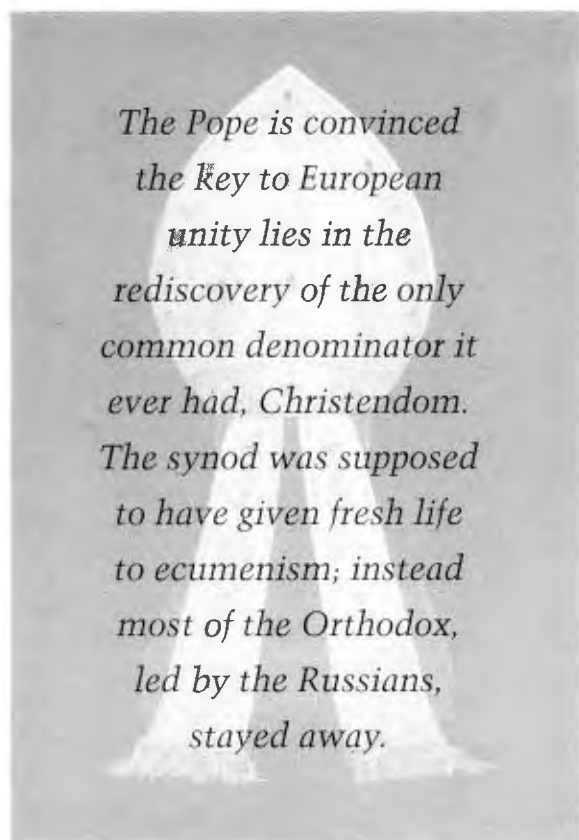 The Pope is convinced
the key to European
unity lies in the
rediscovery of the only
common denominator it
ever had, Christendom.
The synod was supposed
to have given fresh life
to ecumenism; instead
most of the Orthodox,
led by the Russians,
stayed away.